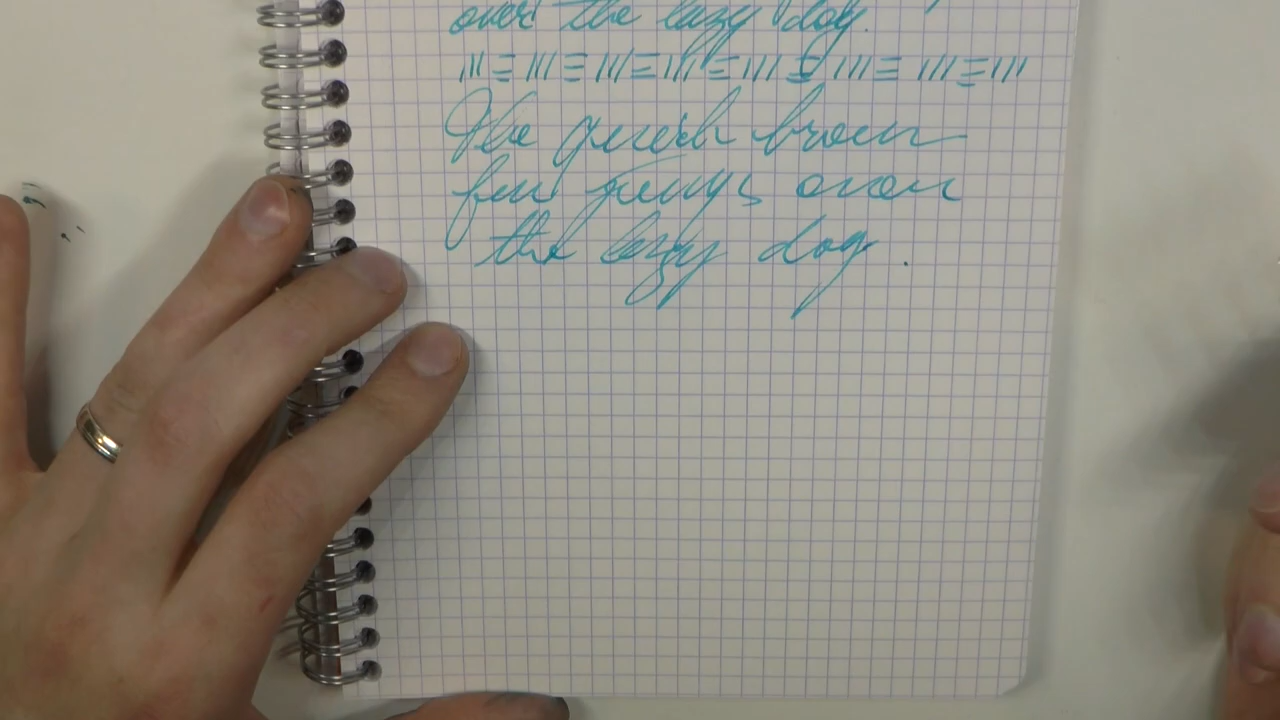 over the lazy dog.
The quick brown
fox jumps over
the lazy dog.